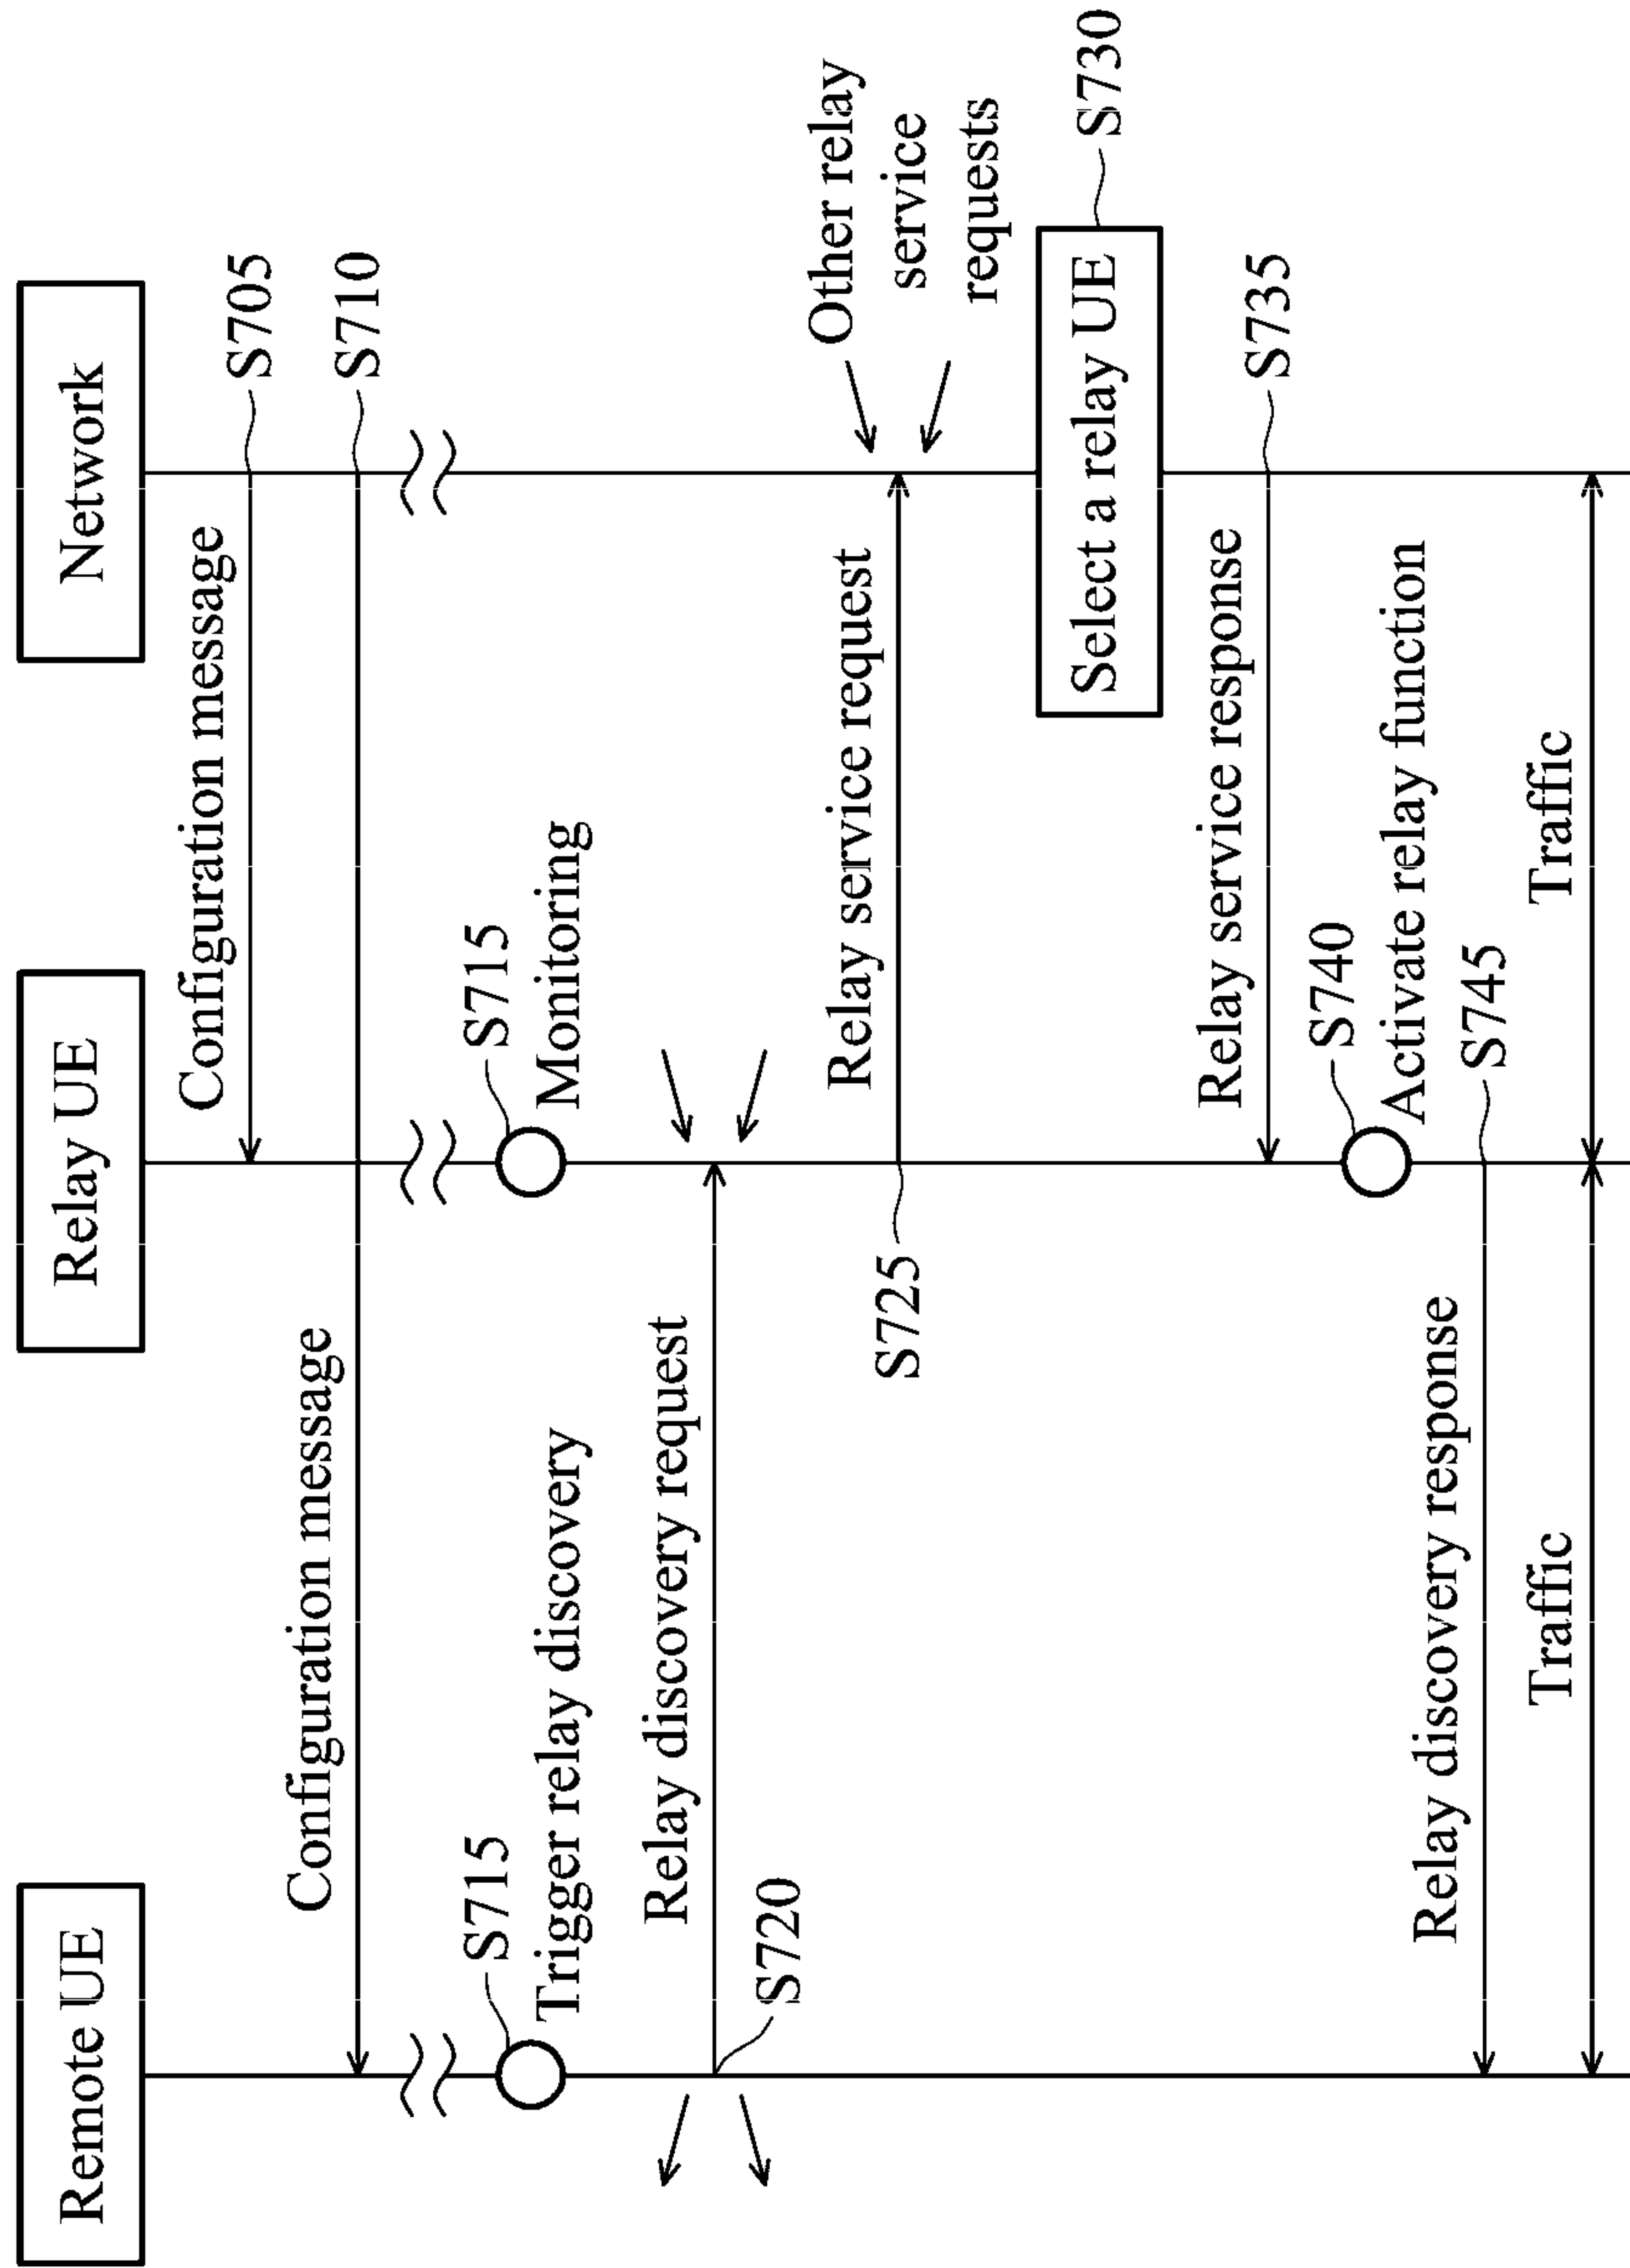 Remote UE
Relay UE
Network
Configuration message
S705
Configuration message
S710
S715
Trigger relay discovery
S715
Monitoring
Relay discovery request
S720
Relay service request
S725
Other relay
service
requests
Select a relay UE
S730
Relay service response
S735
S740
Activate relay function
Relay discovery response
S745
Traffic
Traffic